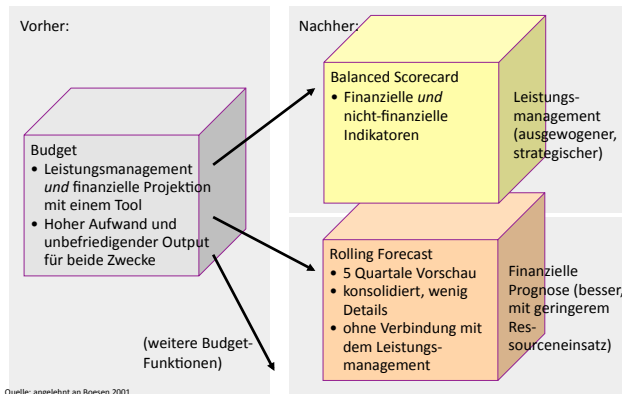 Vorher:
Budget
• Leistungsmanagement
und finanzielle Projektion
mit einem Tool
• Hoher Aufwand und
unbefriedigender Output
für beide Zwecke
(weitere Budget-
Funktionen)
Nachher:
Balanced Scorecard
• Finanzielle und
nicht-finanzielle
Indikatoren
Leistungs-
management
(ausgewogener,
strategischer)
Rolling Forecast
• 5 Quartale Vorschau
• konsolidiert, wenig
Details
• ohne Verbindung mit
dem Leistungs-
management
Finanzielle
Prognose (besser,
mit geringerem
Res-
sourceneinsatz)
Quelle: angelehnt an Boesen 2001